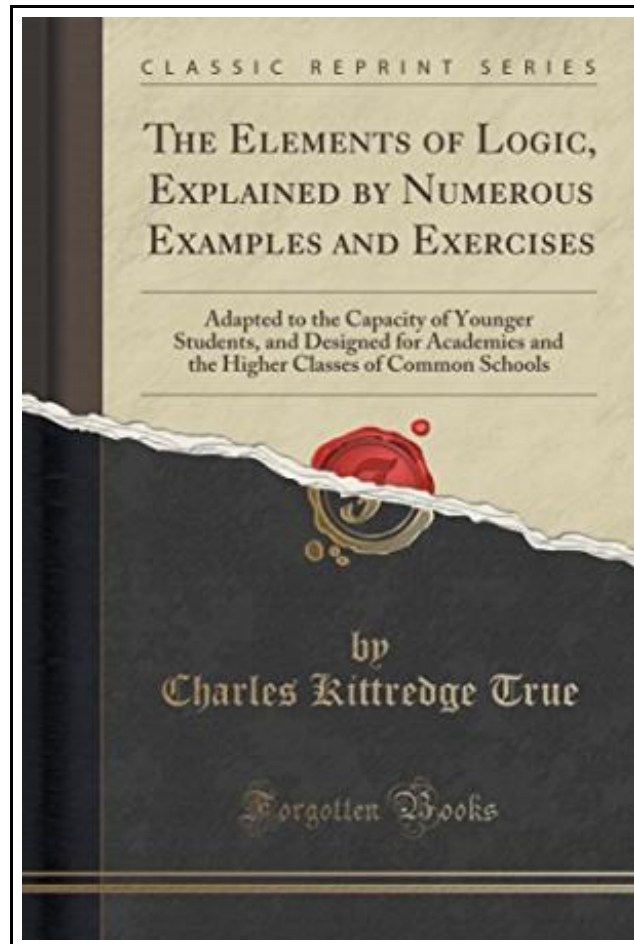 CLASSIC REPRINT SERIES
THE ELEMENTS OF LOGIC,
EXPLAINED BY NUMEROUS
EXAMPLES AND EXERCISES
Adapted to the Capacity of Younger
Students, and Designed for Academies and
the Higher Classes of Common Schools
by
Charles Kittredge True
Forgotten Books